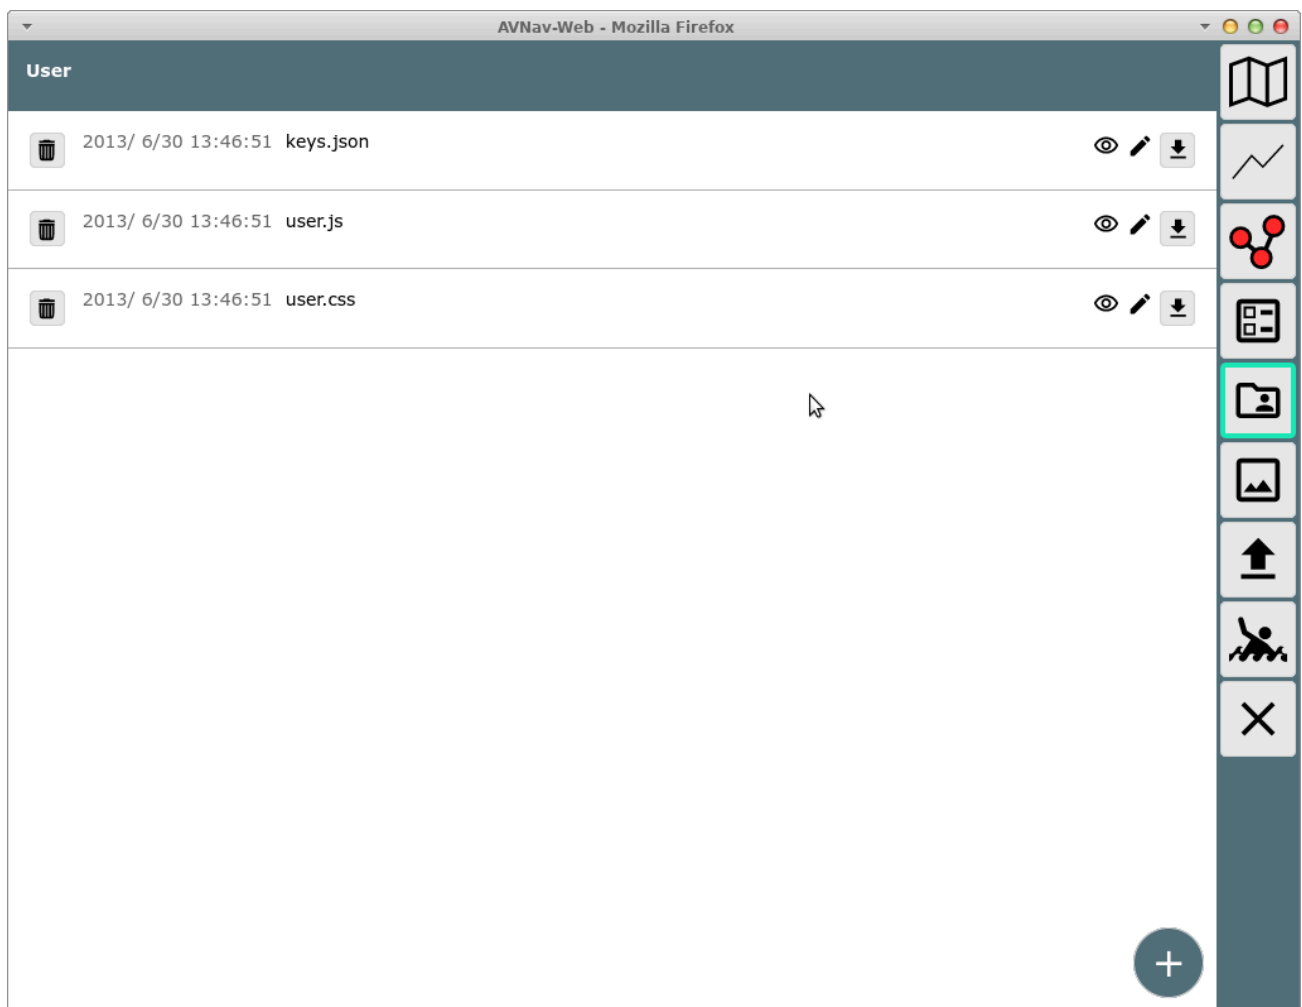 AVNav-Web - Mozilla Firefox
User
2013/ 6/30 13:46:51 keys.json
2013/ 6/30 13:46:51 user.js
2013/ 6/30 13:46:51 user.css